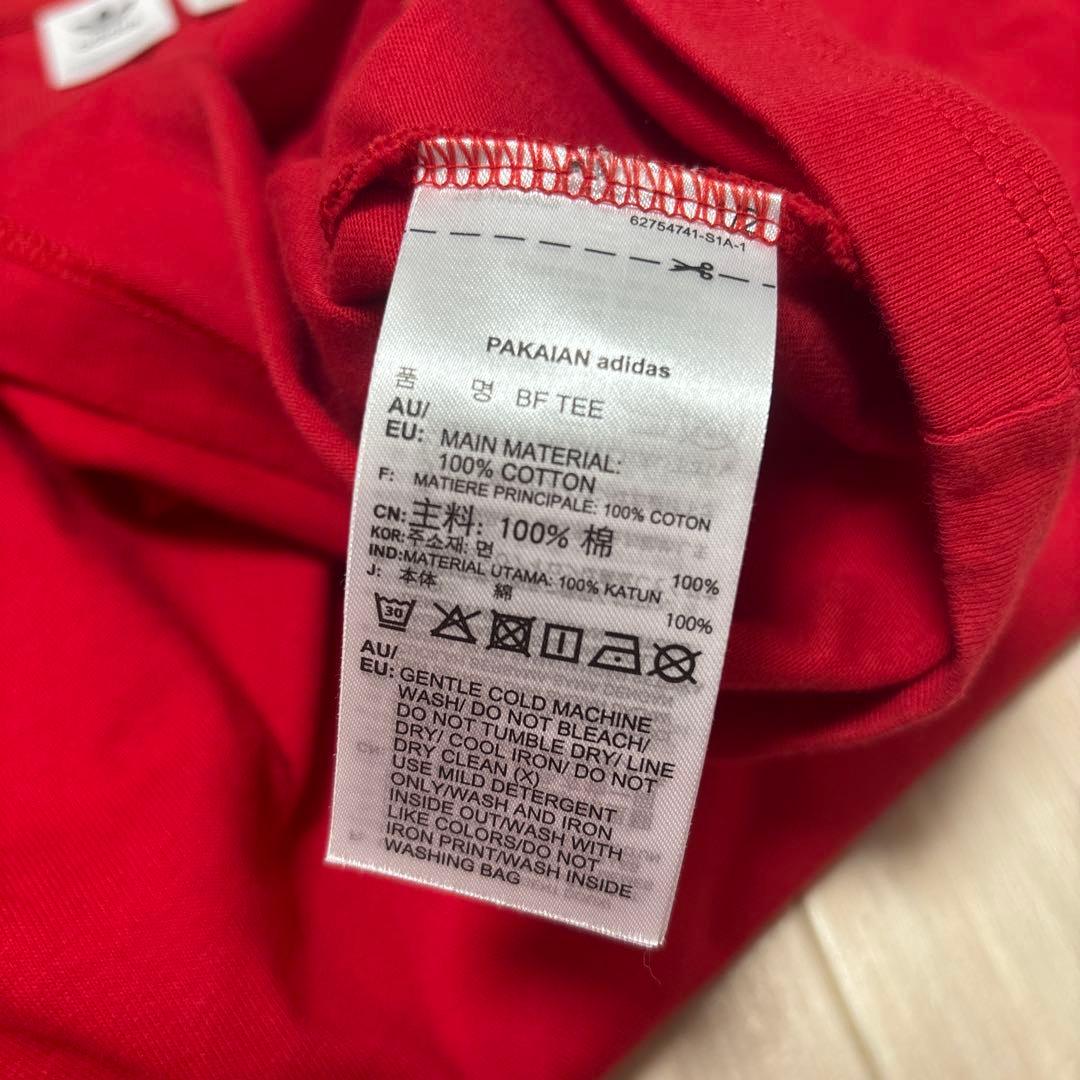 62754741-S1A-1
PAKAIAN adidas
품 명 BF TEE
AU/
EU: MAIN MATERIAL:
100% COTTON
F: MATIERE PRINCIPALE: 100% COTON
CN: 主料: 100% 棉
KOR: 주소재: 면 100%
IND: MATERIAL UTAMA: 100% KATUN
J: 本体 綿 100%
30
AU/
EU: GENTLE COLD MACHINE
WASH/ DO NOT BLEACH/
DO NOT TUMBLE DRY/ LINE
DRY/ COOL IRON/ DO NOT
DRY CLEAN (X)
USE MILD DETERGENT
ONLY/WASH AND IRON
INSIDE OUT/WASH WITH
LIKE COLORS/DO NOT
IRON PRINT/WASH INSIDE
WASHING BAG